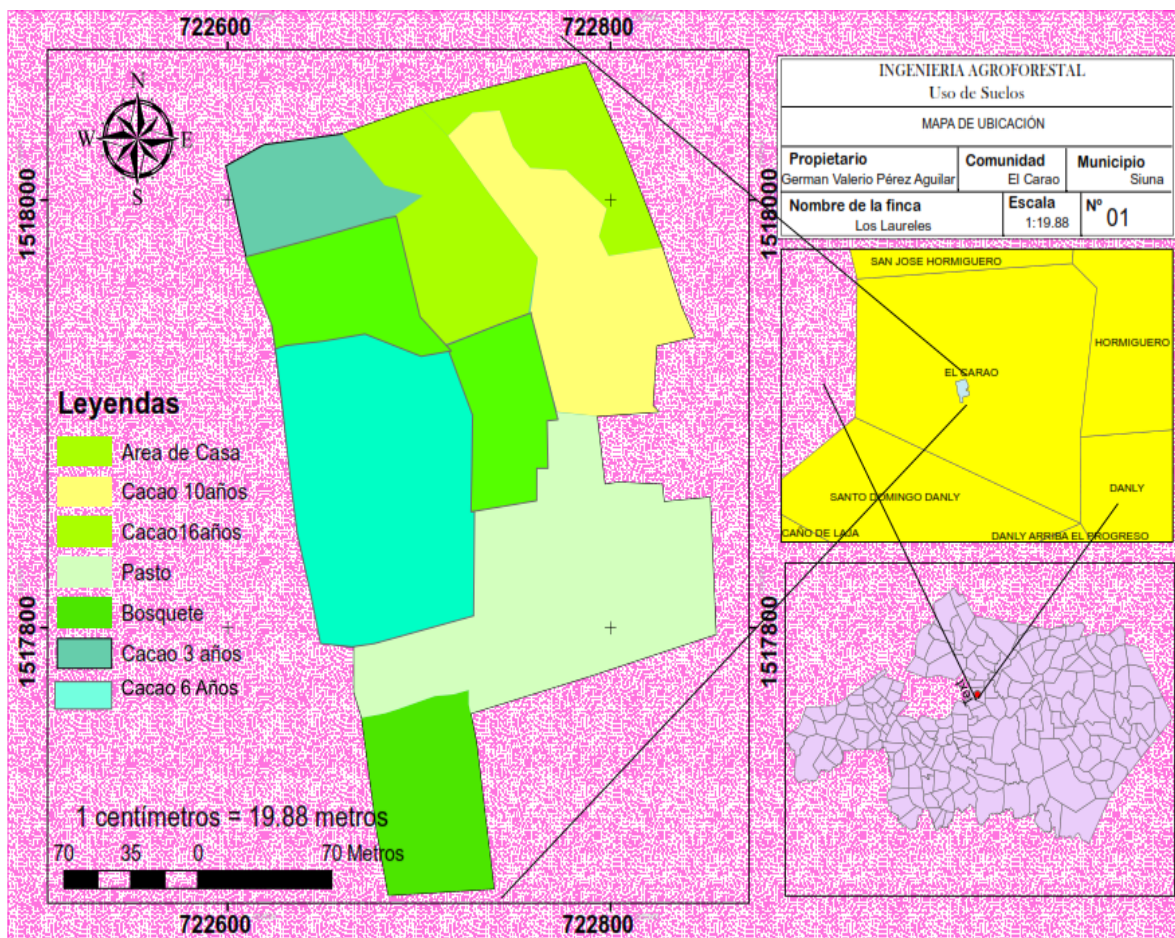 722600
722800
N
W
E
S
1518000
1518000
1517800
1517800
Leyendas
Area de Casa
Cacao 10años
Cacao16años
Pasto
Bosquete
Cacao 3 años
Cacao 6 Años
1 centímetros = 19.88 metros
70 35 0 70 Metros
722600
722800
INGENIERIA AGROFORESTAL
Uso de Suelos
MAPA DE UBICACIÓN
Propietario
German Valerio Pérez Aguilar
Comunidad
El Carao
Municipio
Siuna
Nombre de la finca
Los Laureles
Escala
1:19.88
Nº 01
SAN JOSE HORMIGUERO
HORMIGUERO
EL CARAO
SANTO DOMINGO DANLY
DANLY
CAÑO DE LAJA
DANLY ARRIBA EL PROGRESO
Text